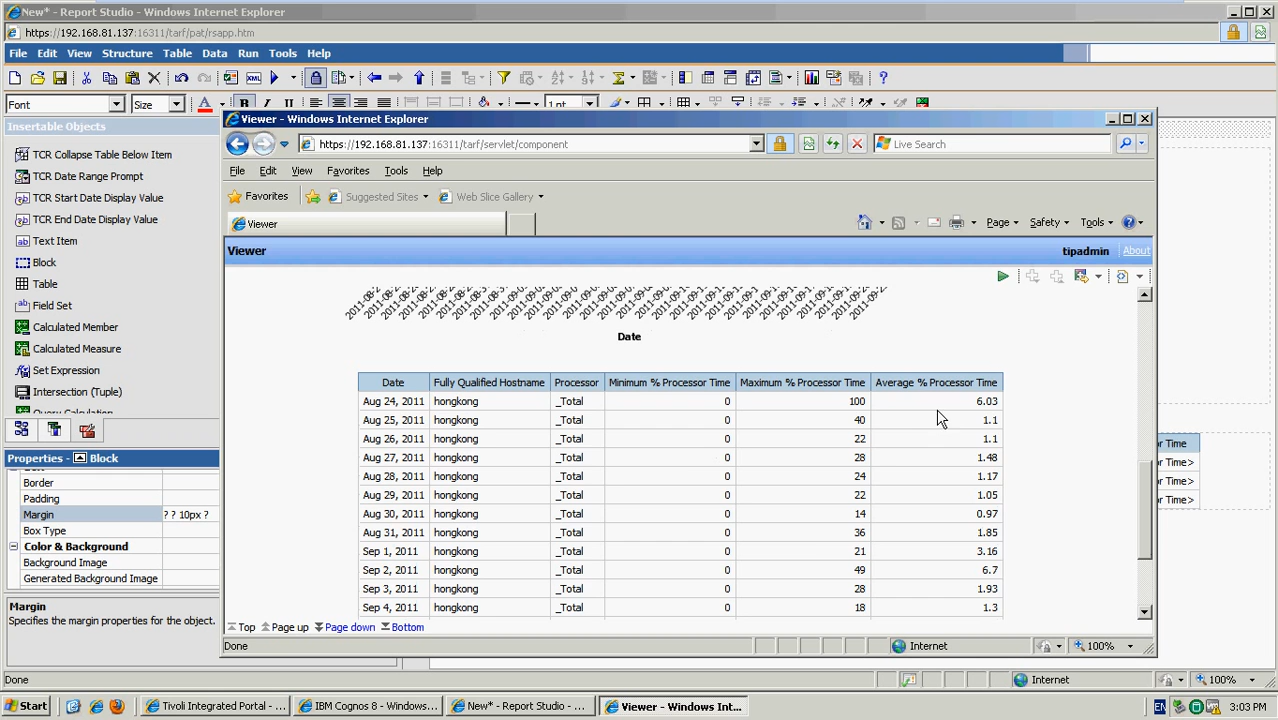 New* - Report Studio - Windows Internet Explorer
https://192.168.81.137:16311/tarf/pat/rsapp.htm
File Edit View Structure Table Data Run Tools Help
Font Size B I U 1 pt
Insertable Objects
TCR Collapse Table Below Item
TCR Date Range Prompt
TCR Start Date Display Value
TCR End Date Display Value
Text Item
Block
Table
Field Set
Calculated Member
Calculated Measure
Set Expression
Intersection (Tuple)
Query Calculation
Properties - Block
Border
Padding
Margin ? ? 10px ?
Box Type
Color & Background
Background Image
Generated Background Image
Margin
Specifies the margin properties for the object.
Viewer - Windows Internet Explorer
https://192.168.81.137:16311/tarf/servlet/component
Live Search
File Edit View Favorites Tools Help
Favorites Suggested Sites Web Slice Gallery
Viewer
Page Safety Tools
Viewer tipadmin About
Date
Date Fully Qualified Hostname Processor Minimum % Processor Time Maximum % Processor Time Average % Processor Time
Aug 24, 2011 hongkong _Total 0 100 6.03
Aug 25, 2011 hongkong _Total 0 40 1.1
Aug 26, 2011 hongkong _Total 0 22 1.1
Aug 27, 2011 hongkong _Total 0 28 1.48
Aug 28, 2011 hongkong _Total 0 24 1.17
Aug 29, 2011 hongkong _Total 0 22 1.05
Aug 30, 2011 hongkong _Total 0 14 0.97
Aug 31, 2011 hongkong _Total 0 36 1.85
Sep 1, 2011 hongkong _Total 0 21 3.16
Sep 2, 2011 hongkong _Total 0 49 6.7
Sep 3, 2011 hongkong _Total 0 28 1.93
Sep 4, 2011 hongkong _Total 0 18 1.3
Top Page up Page down Bottom
Done Internet 100%
or Time
or Time>
or Time>
or Time>
Done Internet 100%
Start Tivoli Integrated Portal - ... IBM Cognos 8 - Windows... New* - Report Studio - ... Viewer - Windows Int... EN 3:03 PM